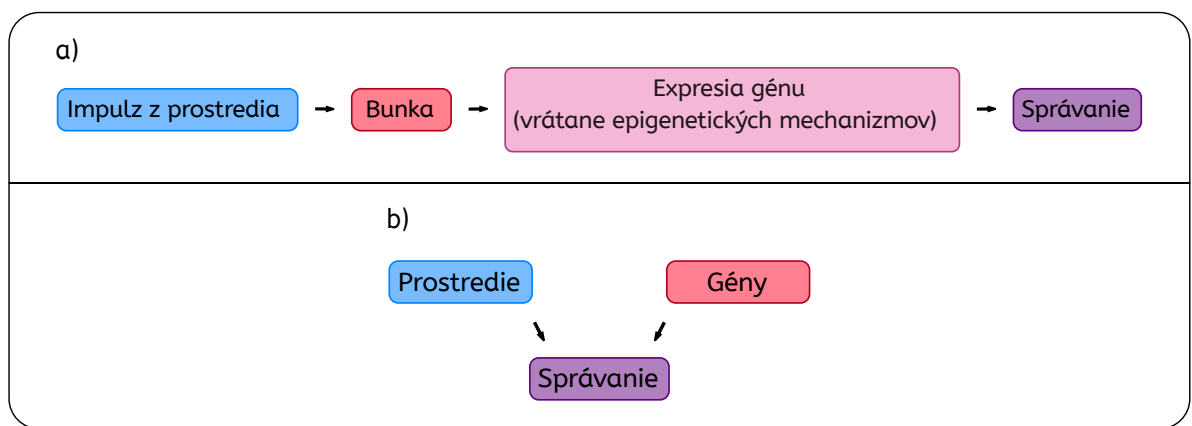 a)
Impulz z prostredia
Bunka
Expresia génu
(vrátane epigenetických mechanizmov)
Správanie
b)
Prostredie
Gény
Správanie